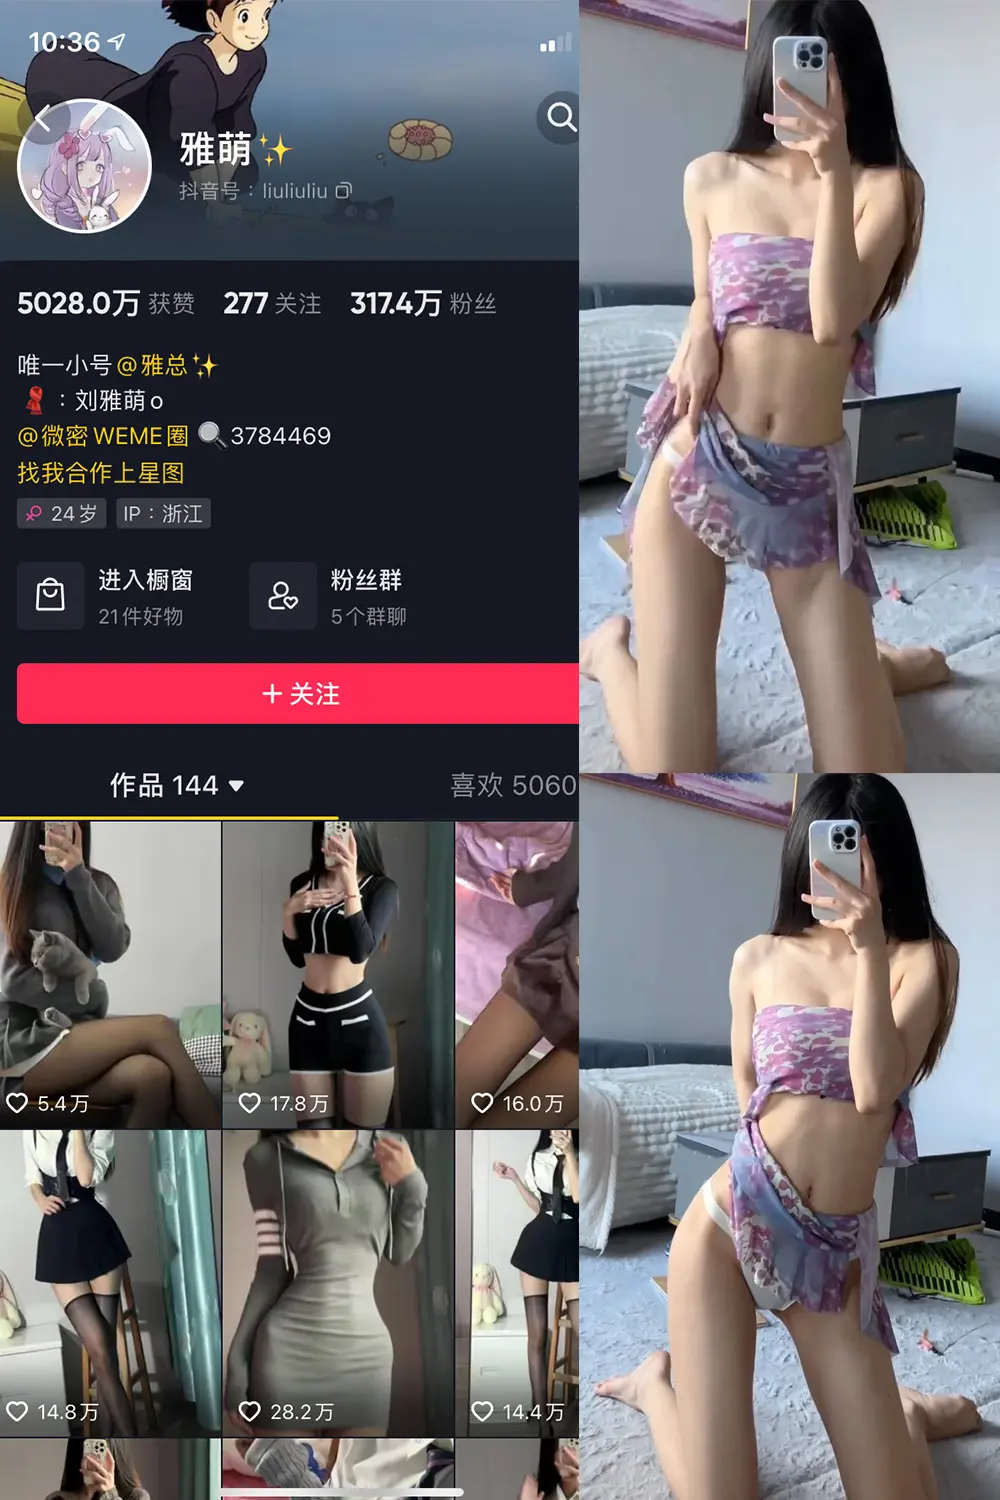 10:36
雅萌✨
抖音号：liuliuliu
5028.0万 获赞 277 关注 317.4万 粉丝
唯一小号@雅总✨
：刘雅萌o
@微密WEME圈 🔍3784469
找我合作上星图
♀ 24岁 IP：浙江
进入橱窗
21件好物
粉丝群
5个群聊
+ 关注
作品 144 ▼ 喜欢 5060
5.4万 17.8万 16.0万
14.8万 28.2万 14.4万